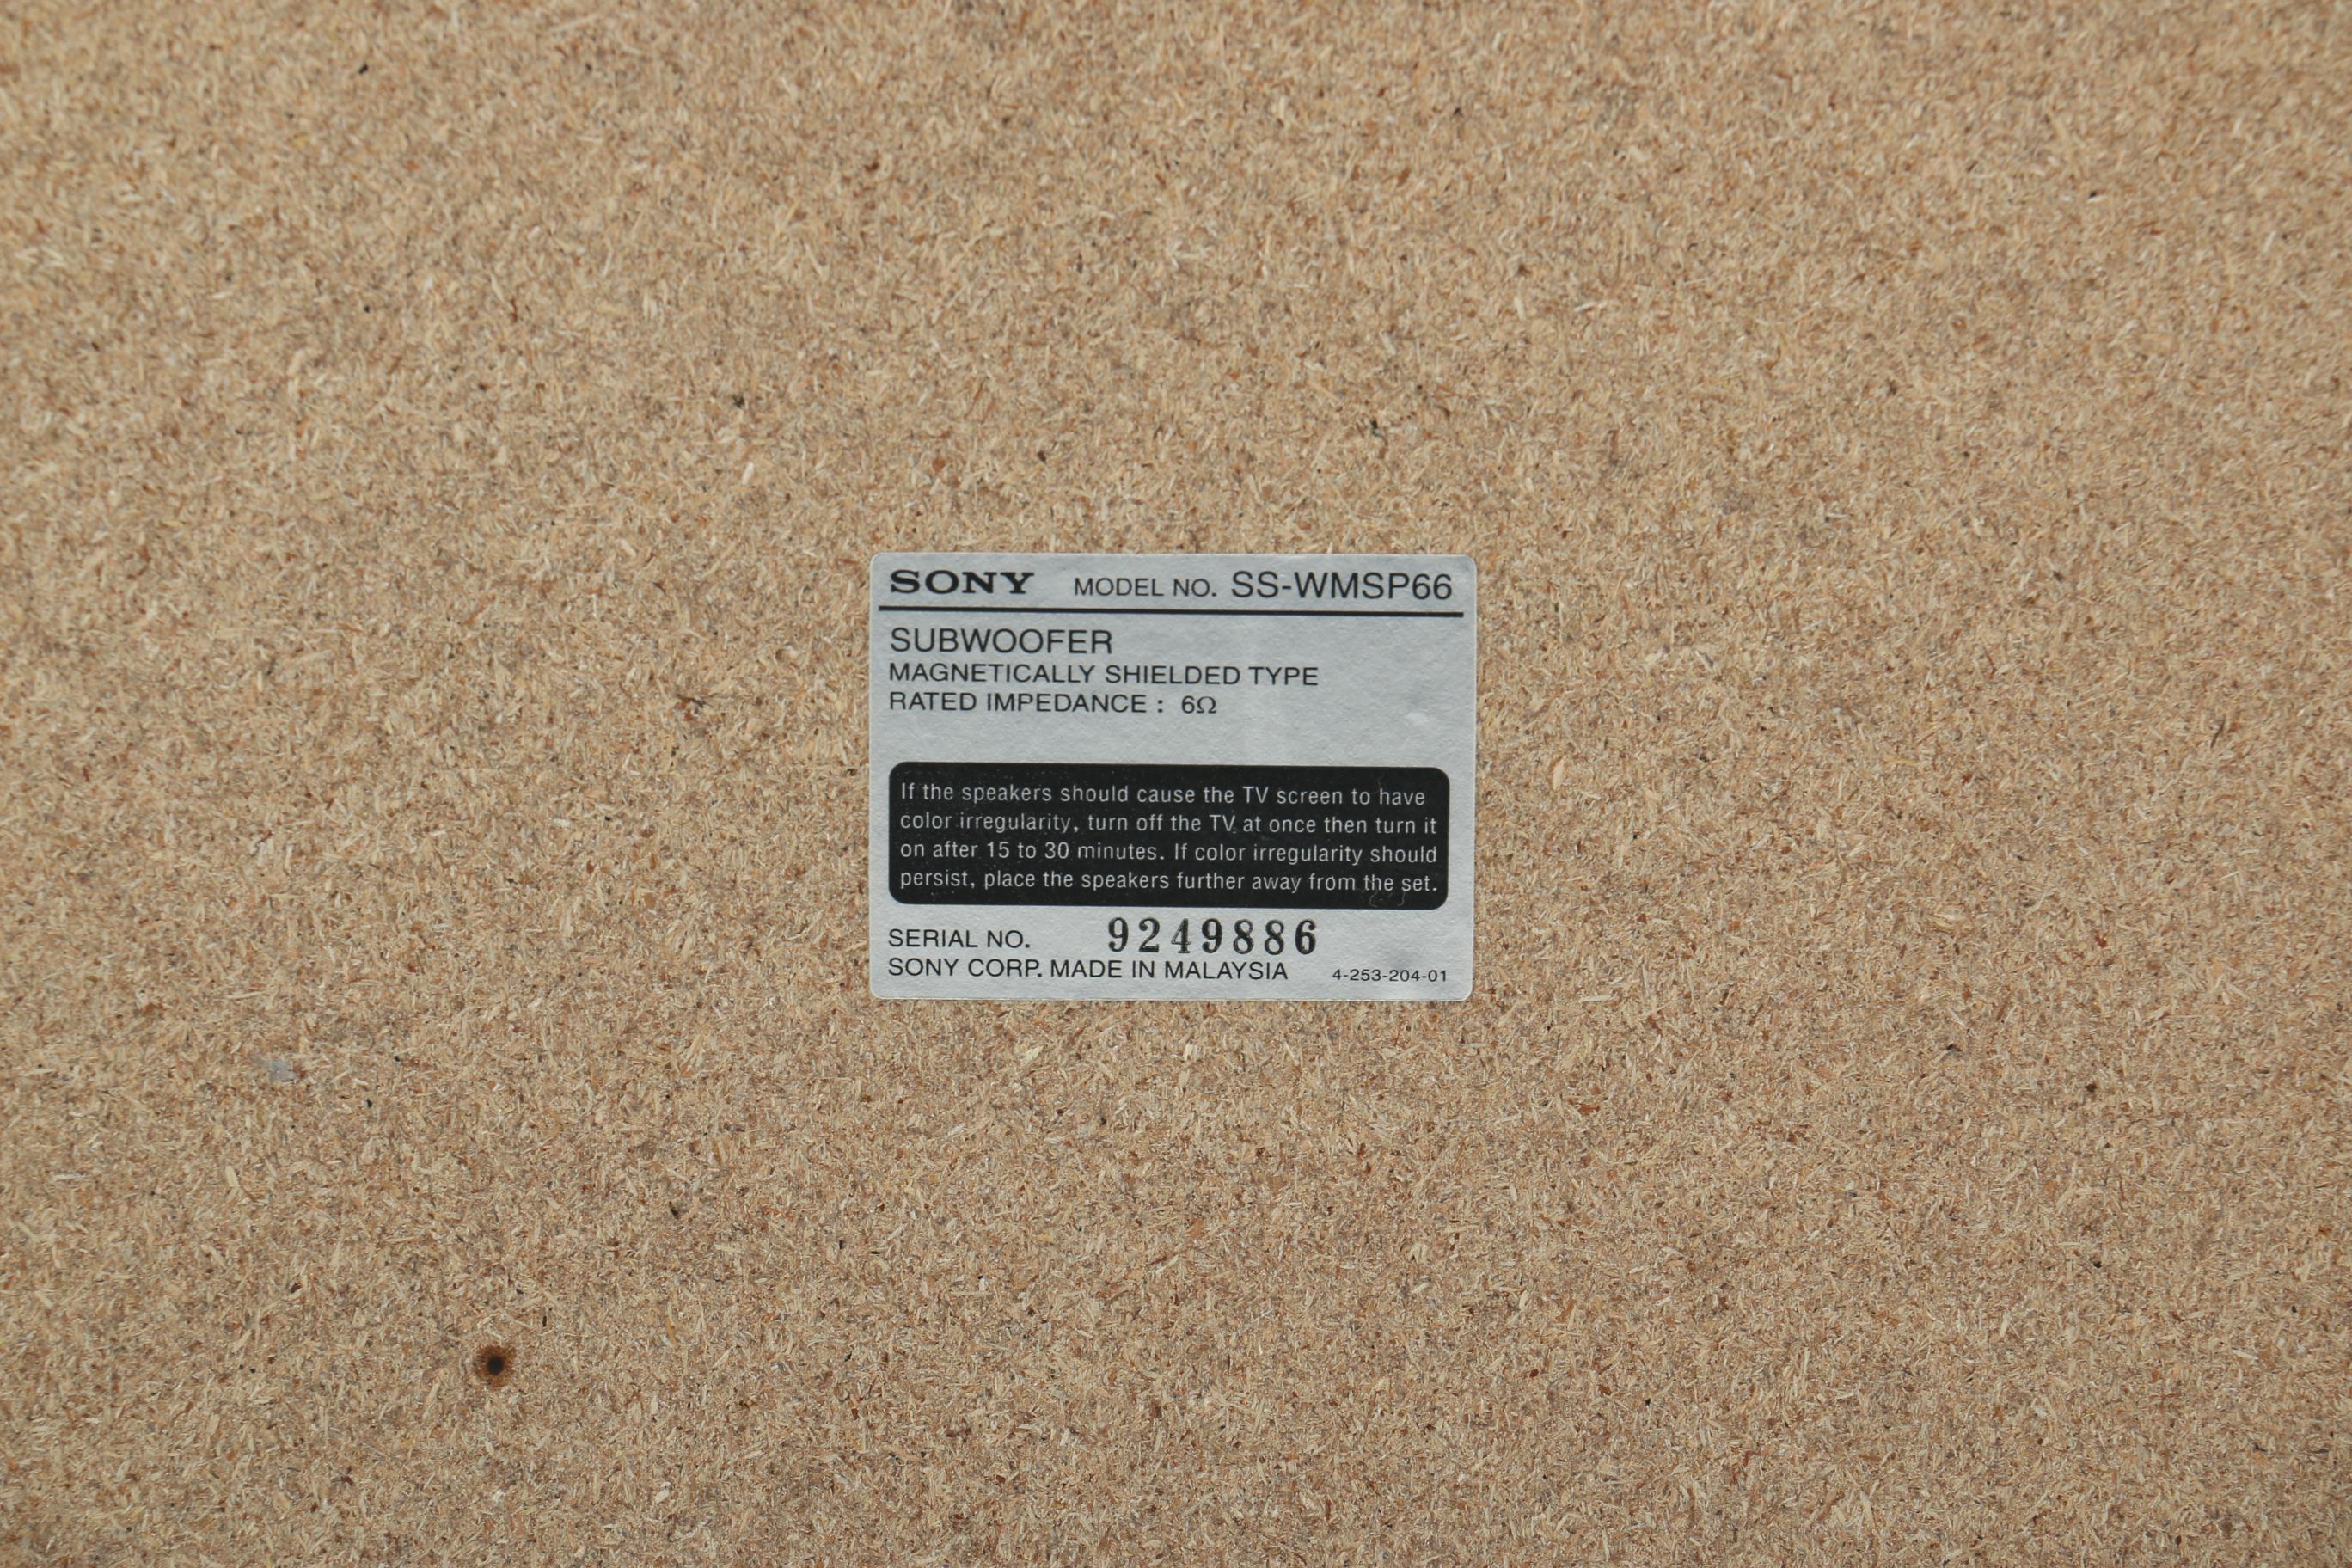 SONY MODEL NO. SS-WMSP66
SUBWOOFER
MAGNETICALLY SHIELDED TYPE
RATED IMPEDANCE : 6Ω
If the speakers should cause the TV screen to have
color irregularity, turn off the TV at once then turn it
on after 15 to 30 minutes. If color irregularity should
persist, place the speakers further away from the set.
SERIAL NO. 9249886
SONY CORP. MADE IN MALAYSIA 4-253-204-01